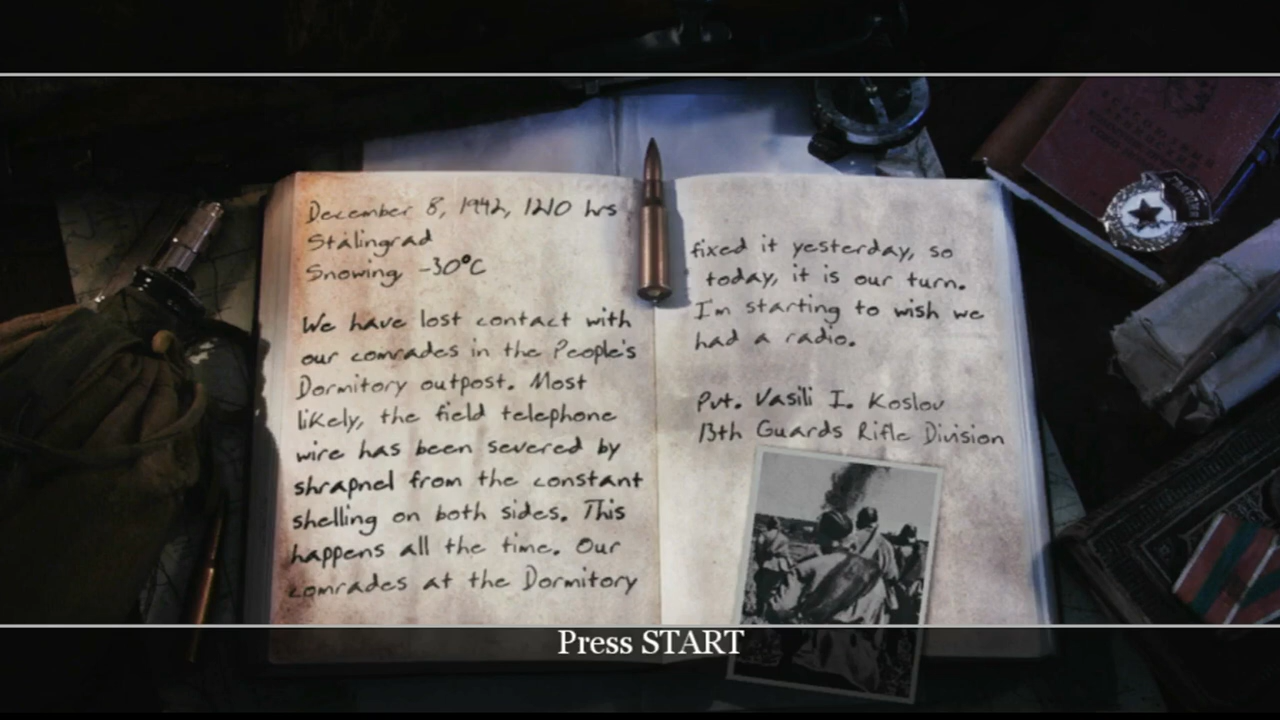 December 8, 1942, 1210 hrs
Stalingrad
Snowing, -30°C
We have lost contact with
our comrades in the People's
Dormitory outpost. Most
likely, the field telephone
wire has been severed by
shrapnel from the constant
shelling on both sides. This
happens all the time. Our
comrades at the Dormitory
fixed it yesterday, so
today, it is our turn.
I'm starting to wish we
had a radio.
Pvt. Vasili I. Koslov
13th Guards Rifle Division
Press START